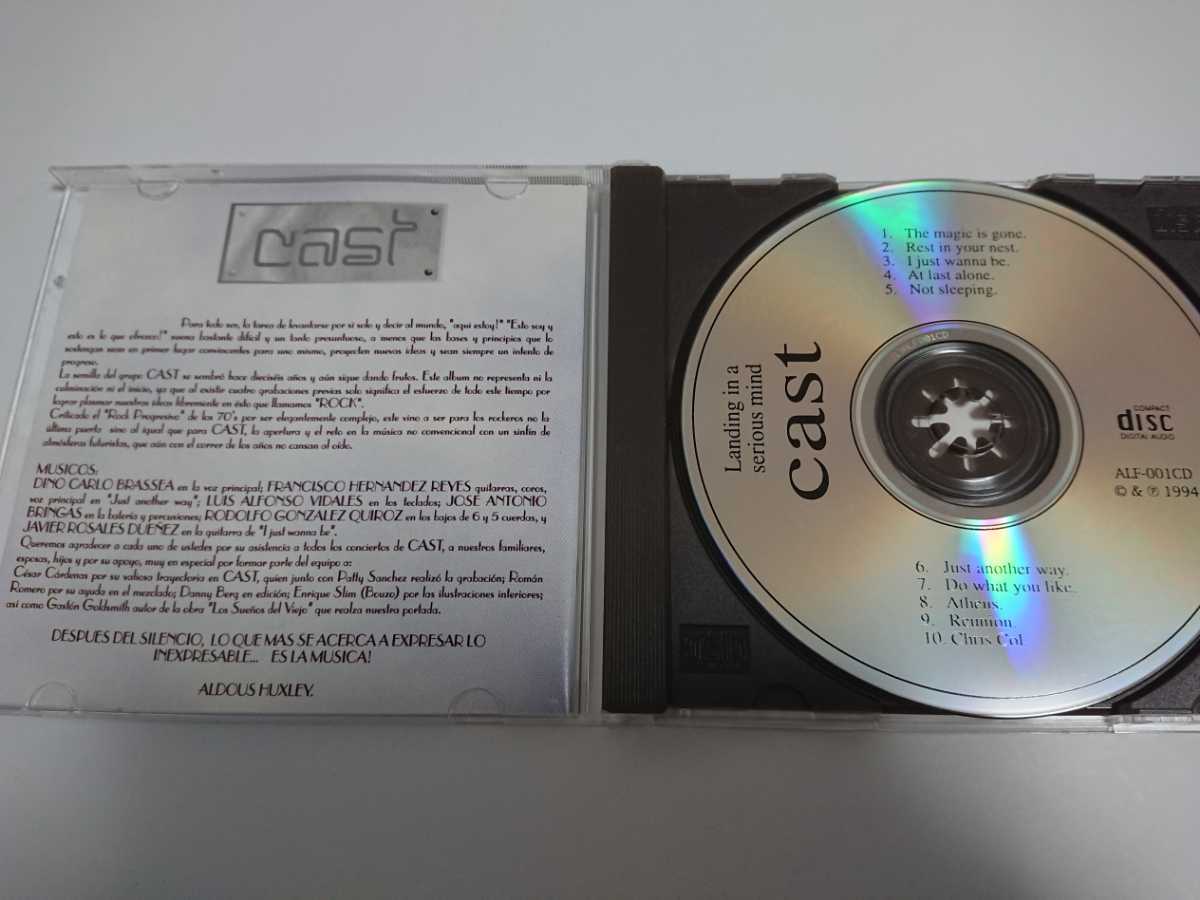 cast
Para todo ser, la tarea de levantarse por sí solo y decir al mundo, "aquí estoy!" "Esto soy y
esto es lo que ofrezco!" suena bastante difícil y un tanto presuntuoso, a menos que las bases y principios que lo
sostengan sean en primer lugar convincentes para uno mismo, proyecten nuevas ideas y sean siempre un intento de
progreso.
La semilla del grupo CAST se sembró hace dieciséis años y aún sigue dando frutos. Este album no representa ni la
culminación ni el inicio, ya que al existir cuatro grabaciones previas solo significa el esfuerzo de todo este tiempo por
lograr plasmar nuestras ideas libremente en ésto que llamamos "ROCK".
Criticado el "Rock Progresivo" de los 70's por ser elegantemente complejo, este vino a ser para los rockeros no la
última puerta sino al igual que para CAST, la apertura y el reto en la música no convencional con un sinfín de
atmósferas futuristas, que aún con el correr de los años no cansan al oído.
MUSICOS:
DINO CARLO BRASSEA en la voz principal; FRANCISCO HERNANDEZ REYES guitarras, coros,
voz principal en "Just another way"; LUIS ALFONSO VIDALES en los teclados; JOSE ANTONIO
BRINGAS en la batería y percusiones; RODOLFO GONZALEZ QUIROZ en los bajos de 6 y 5 cuerdas, y
JAVIER ROSALES DUEÑEZ en la guitarra de "I just wanna be".
Queremos agradecer a cada uno de ustedes por su asistencia a todos los conciertos de CAST, a nuestros familiares,
esposas, hijos y por su apoyo, muy en especial por formar parte del equipo a:
César Cárdenas por su valiosa trayectoria en CAST, quien junto con Patty Sanchez realizó la grabación; Román
Romero por su ayuda en el mezclado; Danny Berg en edición; Enrique Slim (Bouzo) por las ilustraciones interiores;
así como Gastón Goldsmith autor de la obra "Los Sueños del Viejo" que realza nuestra portada.
DESPUES DEL SILENCIO, LO QUE MAS SE ACERCA A EXPRESAR LO
INEXPRESABLE... ES LA MUSICA!
ALDOUS HUXLEY.
1. The magic is gone.
2. Rest in your nest.
3. I just wanna be.
4. At last alone.
5. Not sleeping.
Landing in a
serious mind
cast
COMPACT
disc
DIGITAL AUDIO
ALF-001CD
© & ℗ 1994
6. Just another way.
7. Do what you like.
8. Athens.
9. Reunion
10. Chris Col